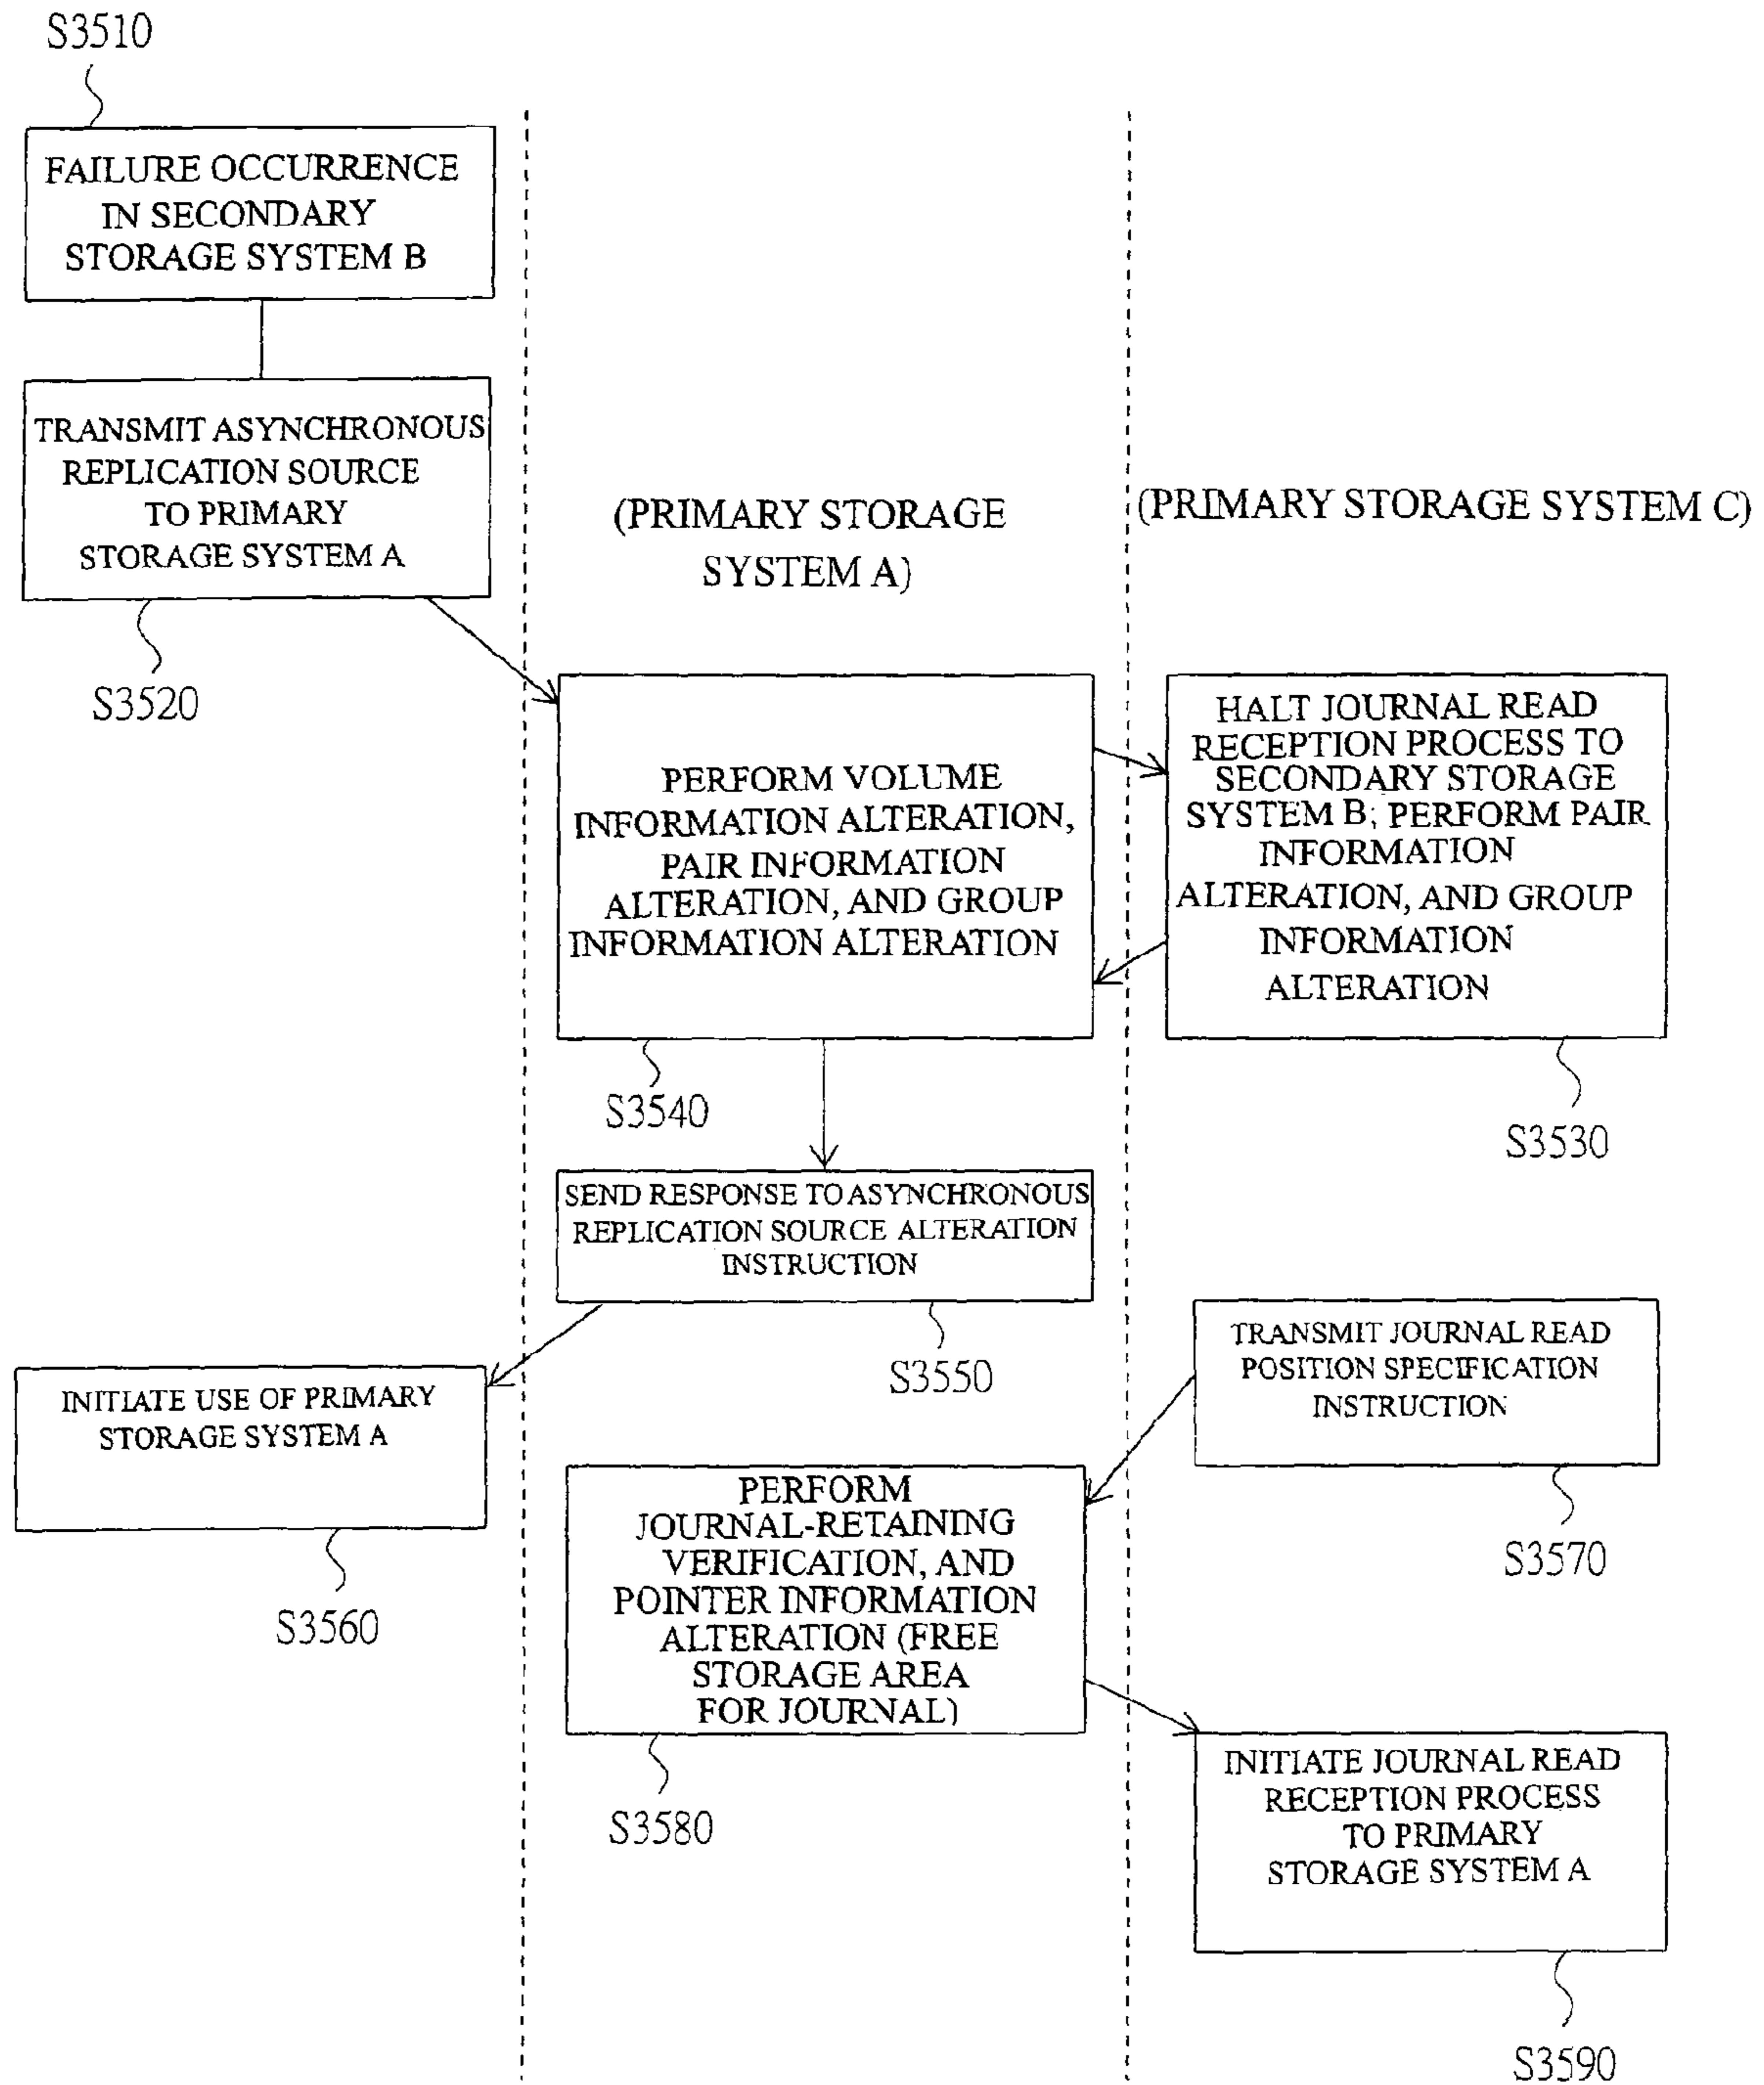 S3510
FAILURE OCCURRENCE
IN SECONDARY
STORAGE SYSTEM B
TRANSMIT ASYNCHRONOUS
REPLICATION SOURCE
TO PRIMARY
STORAGE SYSTEM A
S3520
(PRIMARY STORAGE
SYSTEM A)
(PRIMARY STORAGE SYSTEM C)
PERFORM VOLUME
INFORMATION ALTERATION,
PAIR INFORMATION
ALTERATION, AND GROUP
INFORMATION ALTERATION
S3540
HALT JOURNAL READ
RECEPTION PROCESS TO
SECONDARY STORAGE
SYSTEM B; PERFORM PAIR
INFORMATION
ALTERATION, AND GROUP
INFORMATION
ALTERATION
S3530
SEND RESPONSE TO ASYNCHRONOUS
REPLICATION SOURCE ALTERATION
INSTRUCTION
S3550
INITIATE USE OF PRIMARY
STORAGE SYSTEM A
S3560
TRANSMIT JOURNAL READ
POSITION SPECIFICATION
INSTRUCTION
S3570
PERFORM
JOURNAL-RETAINING
VERIFICATION, AND
POINTER INFORMATION
ALTERATION (FREE
STORAGE AREA
FOR JOURNAL)
S3580
INITIATE JOURNAL READ
RECEPTION PROCESS
TO PRIMARY
STORAGE SYSTEM A
S3590